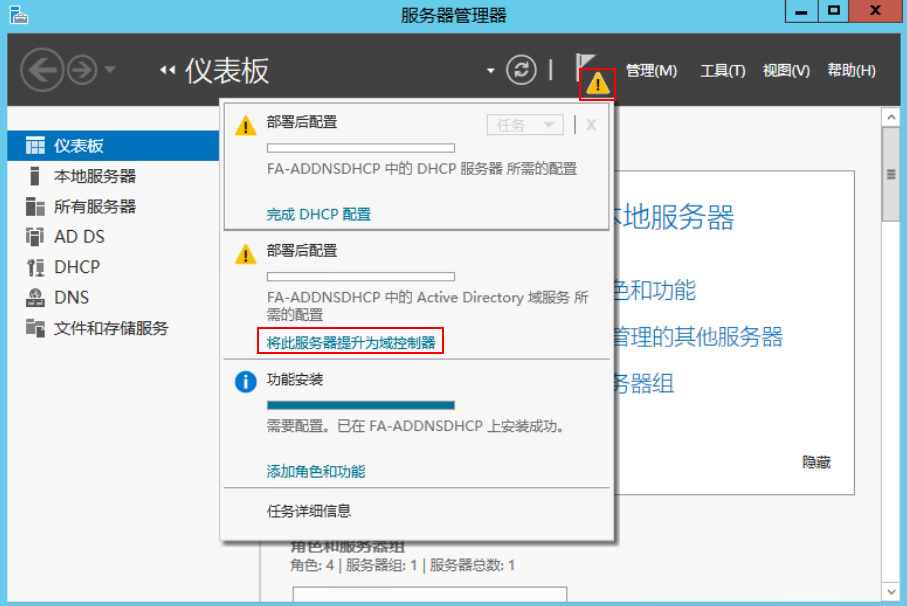 服务器管理器
仪表板
管理(M) 工具(T) 视图(V) 帮助(H)
仪表板
本地服务器
所有服务器
AD DS
DHCP
DNS
文件和存储服务
部署后配置
任务
X
FA-ADDNSDHCP 中的 DHCP 服务器 所需的配置
完成 DHCP 配置
部署后配置
FA-ADDNSDHCP 中的 Active Directory 域服务 所
需的配置
将此服务器提升为域控制器
功能安装
需要配置。已在 FA-ADDNSDHCP 上安装成功。
添加角色和功能
任务详细信息
本地服务器
色和功能
管理的其他服务器
务器组
隐藏
角色和服务器组
角色: 4 | 服务器组: 1 | 服务器总数: 1